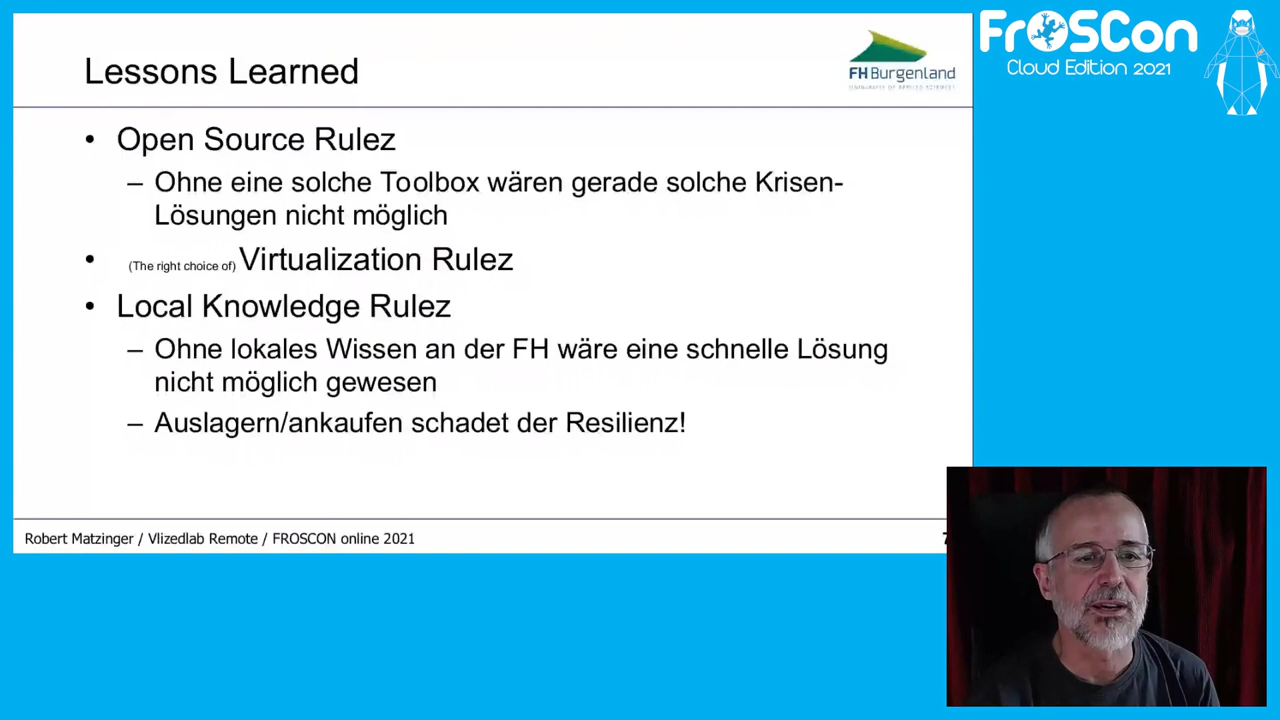 Lessons Learned
FH Burgenland
• Open Source Rulez
– Ohne eine solche Toolbox wären gerade solche Krisen-
Lösungen nicht möglich
• (The right choice of) Virtualization Rulez
• Local Knowledge Rulez
– Ohne lokales Wissen an der FH wäre eine schnelle Lösung
nicht möglich gewesen
– Auslagern/ankaufen schadet der Resilienz!
Robert Matzinger / Vlizedlab Remote / FROSCON online 2021
FrOSCon
Cloud Edition 2021